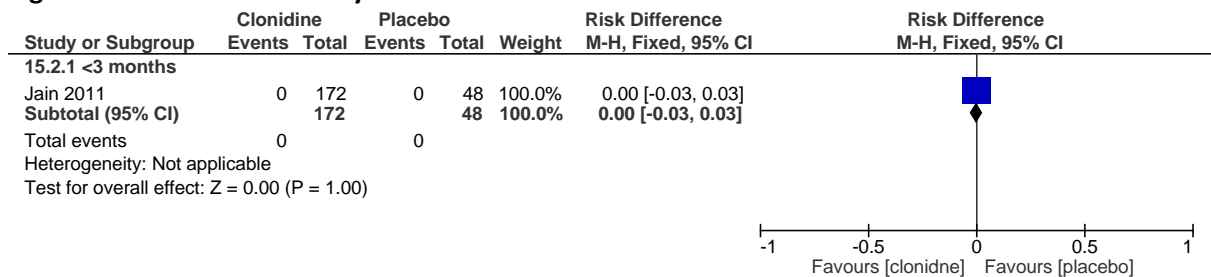 Clonidine Placebo Risk Difference Risk Difference
Study or Subgroup Events Total Events Total Weight M-H, Fixed, 95% CI M-H, Fixed, 95% CI
15.2.1 <3 months
Jain 2011 0 172 0 48 100.0% 0.00 [-0.03, 0.03]
Subtotal (95% CI) 172 48 100.0% 0.00 [-0.03, 0.03]
Total events 0 0
Heterogeneity: Not applicable
Test for overall effect: Z = 0.00 (P = 1.00)
-1 -0.5 0 0.5 1
Favours [clonidne] Favours [placebo]